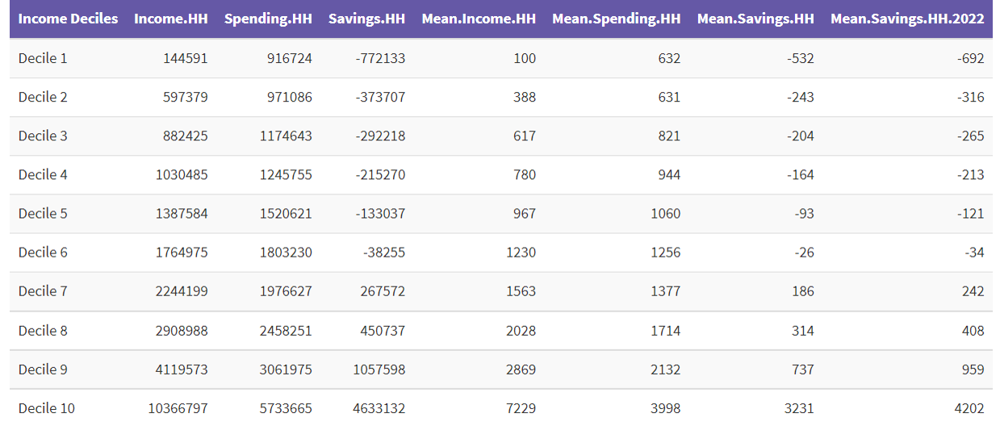 Income Deciles Income.HH Spending.HH Savings.HH Mean.Income.HH Mean.Spending.HH Mean.Savings.HH Mean.Savings.HH.2022
Decile 1 144591 916724 -772133 100 632 -532 -692
Decile 2 597379 971086 -373707 388 631 -243 -316
Decile 3 882425 1174643 -292218 617 821 -204 -265
Decile 4 1030485 1245755 -215270 780 944 -164 -213
Decile 5 1387584 1520621 -133037 967 1060 -93 -121
Decile 6 1764975 1803230 -38255 1230 1256 -26 -34
Decile 7 2244199 1976627 267572 1563 1377 186 242
Decile 8 2908988 2458251 450737 2028 1714 314 408
Decile 9 4119573 3061975 1057598 2869 2132 737 959
Decile 10 10366797 5733665 4633132 7229 3998 3231 4202